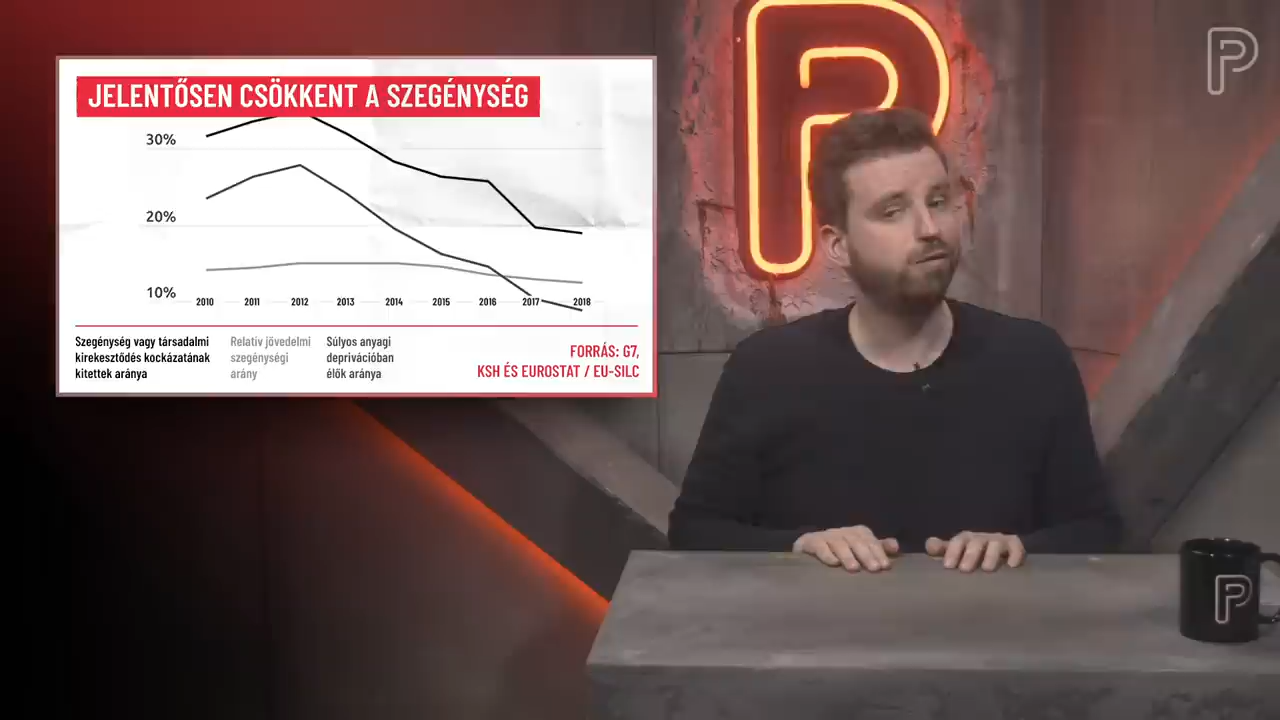 JELENTŐSEN CSÖKKENT A SZEGÉNYSÉG
30%
20%
10%
2010 2011 2012 2013 2014 2015 2016 2017 2018
Szegénység vagy társadalmi
kirekesztődés kockázatának
kitettek aránya
Relatív jövedelmi
szegénységi
arány
Súlyos anyagi
deprivációban
élők aránya
FORRÁS: G7,
KSH ÉS EUROSTAT / EU-SILC
P
P
P